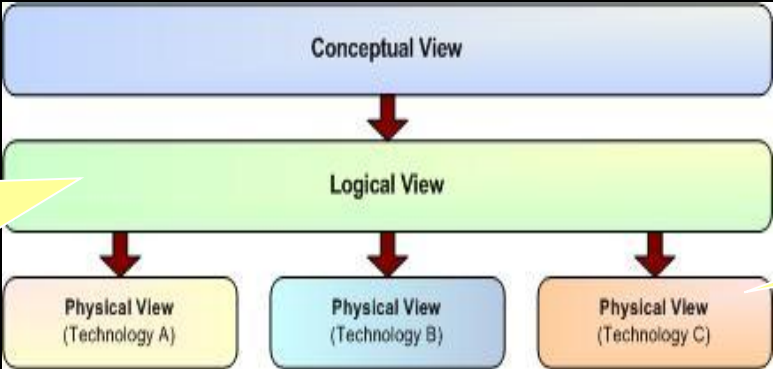 Conceptual View
Logical View
Physical View
(Technology A)
Physical View
(Technology B)
Physical View
(Technology C)